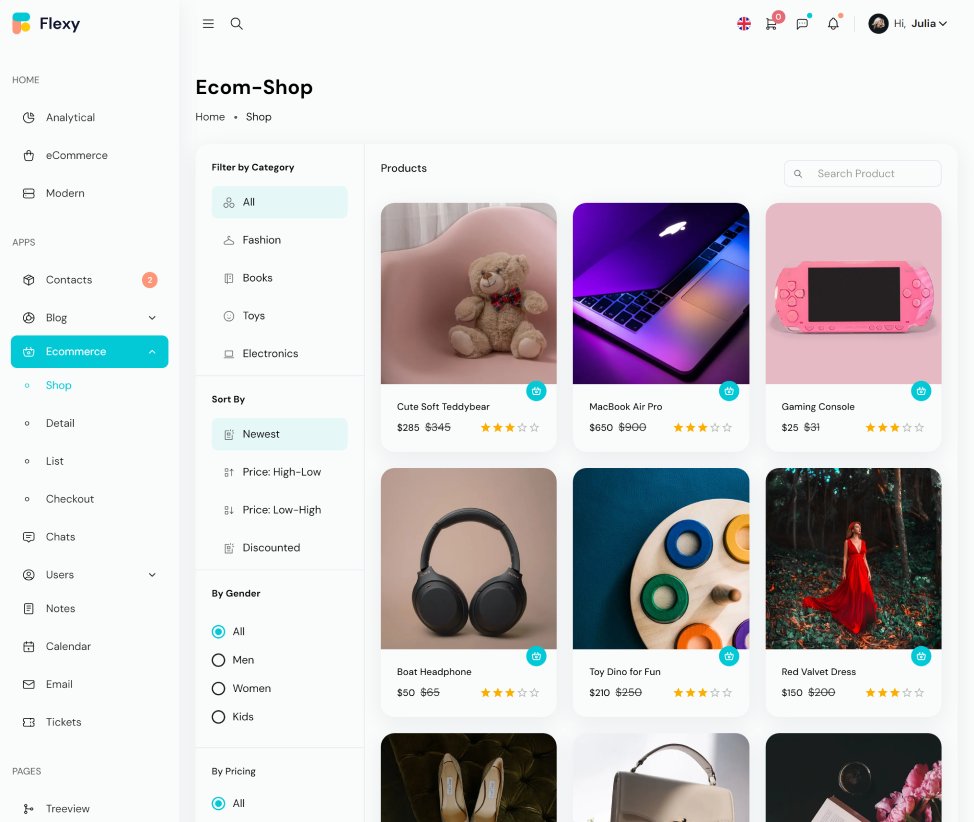 Flexy
0
Hi, Julia
HOME
Analytical
eCommerce
Modern
APPS
Contacts
2
Blog
Ecommerce
Shop
Detail
List
Checkout
Chats
Users
Notes
Calendar
Email
Tickets
PAGES
Treeview
Ecom-Shop
Home • Shop
Filter by Category
All
Fashion
Books
Toys
Electronics
Sort By
Newest
Price: High-Low
Price: Low-High
Discounted
By Gender
All
Men
Women
Kids
By Pricing
All
Products
Search Product
Cute Soft Teddybear
$285 $345
MacBook Air Pro
$650 $900
Gaming Console
$25 $31
Boat Headphone
$50 $65
Toy Dino for Fun
$210 $250
Red Valvet Dress
$150 $200